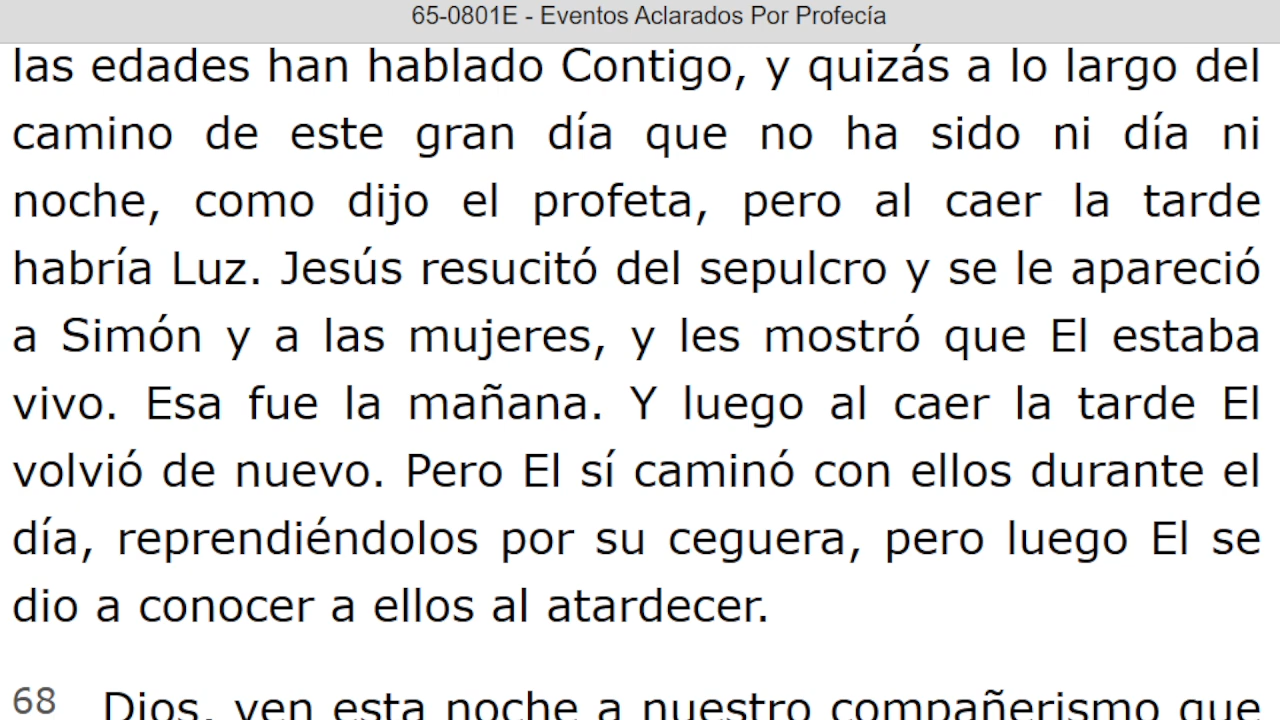 65-0801E - Eventos Aclarados Por Profecía
las edades han hablado Contigo, y quizás a lo largo del
camino de este gran día que no ha sido ni día ni
noche, como dijo el profeta, pero al caer la tarde
habría Luz. Jesús resucitó del sepulcro y se le apareció
a Simón y a las mujeres, y les mostró que El estaba
vivo. Esa fue la mañana. Y luego al caer la tarde El
volvió de nuevo. Pero El sí caminó con ellos durante el
día, reprendiéndolos por su ceguera, pero luego El se
dio a conocer a ellos al atardecer.
68 Dios, ven esta noche a nuestro compañerismo que